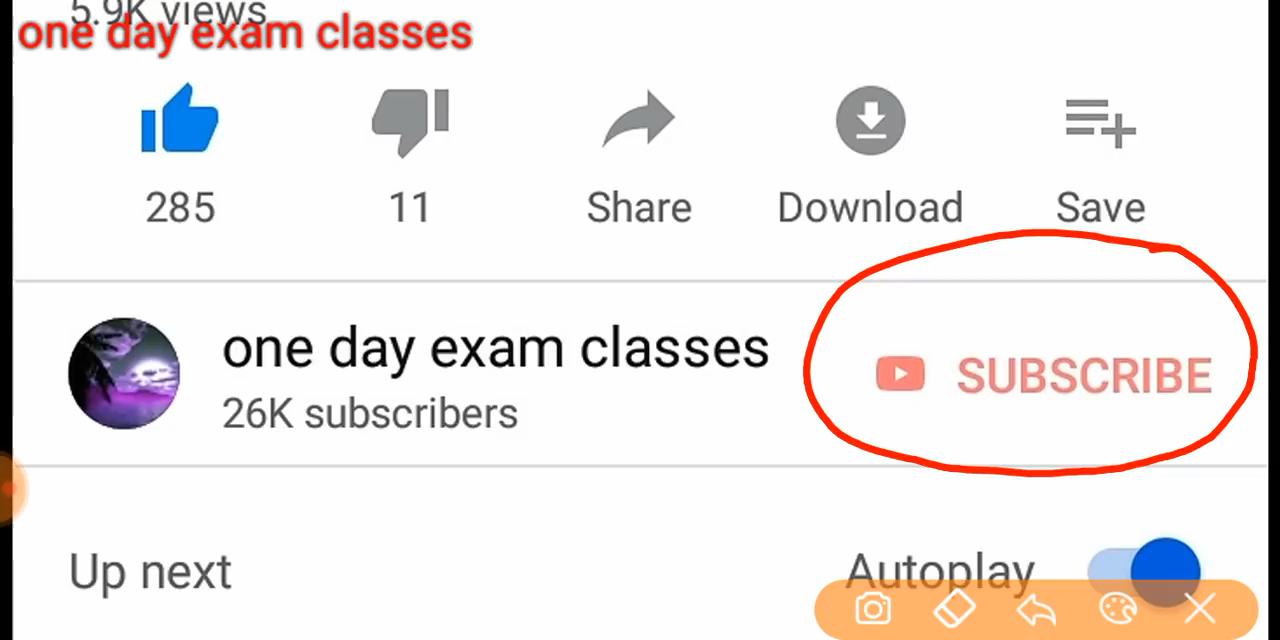 5.9K views
one day exam classes
285 11 Share Download Save
one day exam classes SUBSCRIBE
26K subscribers
Up next Autoplay